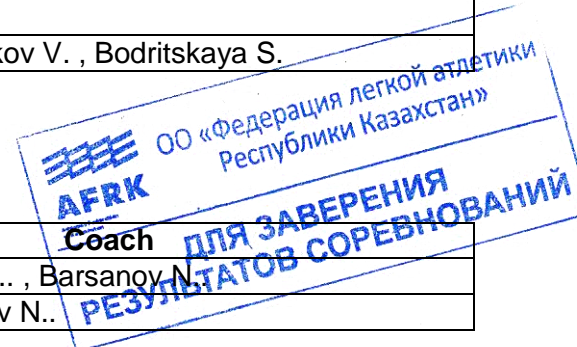 kov V. , Bodritskaya S.
ОО «Федерация легкой атлетики
Республики Казахстан»
AFRK
ДЛЯ ЗАВЕРЕНИЯ
РЕЗУЛЬТАТОВ СОРЕВНОВАНИЙ
Coach
.. , Barsanov N..
v N..